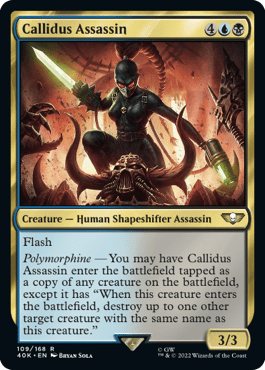 Callidus Assassin 4
Creature — Human Shapeshifter Assassin
Flash
Polymorphine — You may have Callidus
Assassin enter the battlefield tapped as
a copy of any creature on the battlefield,
except it has “When this creature enters
the battlefield, destroy up to one other
target creature with the same name as
this creature.”
3/3
109/168 R
40K • EN BRYAN SOLA
© GW
™ & © 2022 Wizards of the Coast